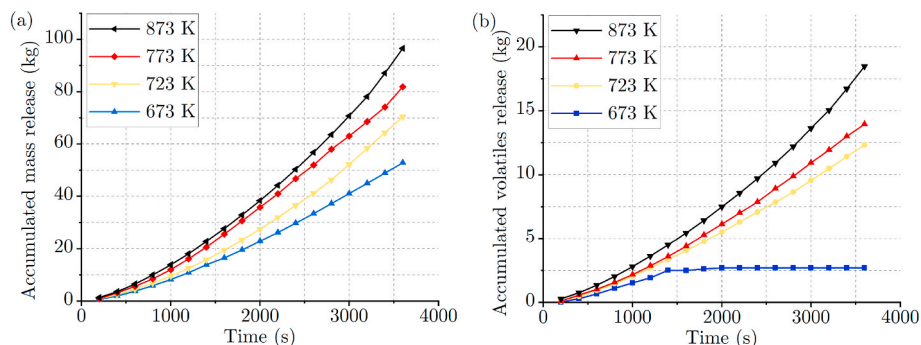 (a)
873 K
773 K
723 K
673 K
Accumulated mass release (kg)
100
80
60
40
20
0
0 1000 2000 3000 4000
Time (s)
(b)
873 K
773 K
723 K
673 K
Accumulated volatiles release (kg)
20
15
10
5
0
0 1000 2000 3000 4000
Time (s)